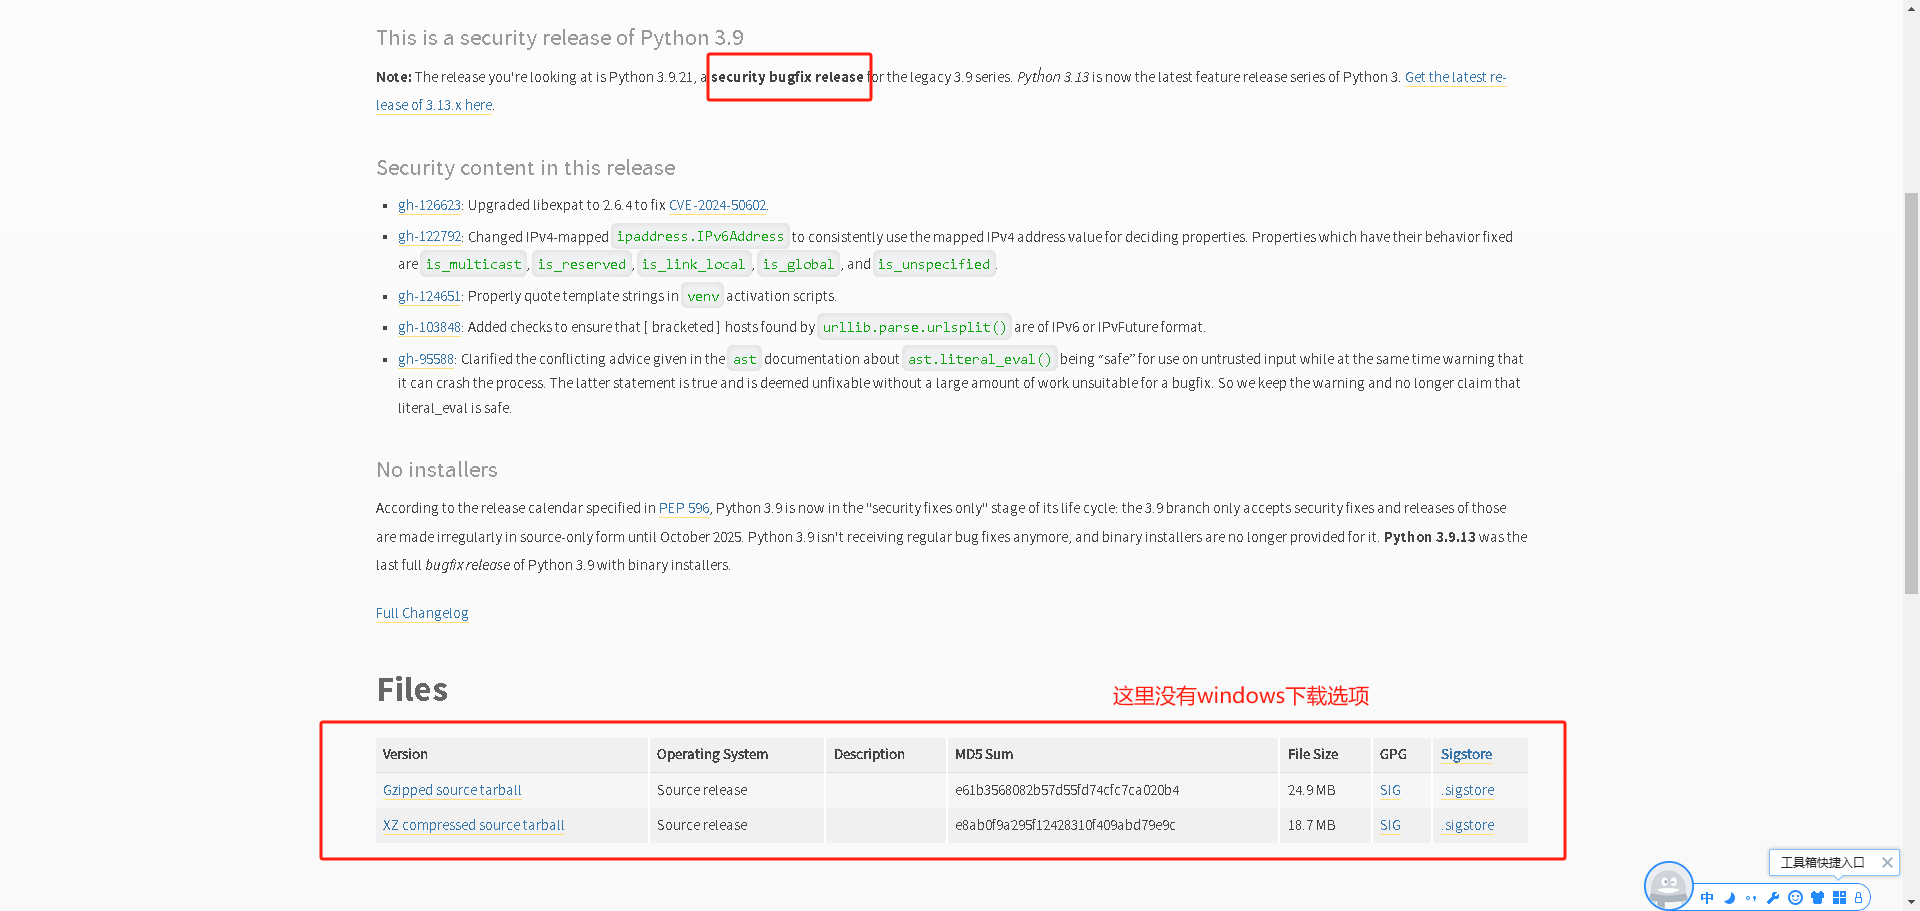 This is a security release of Python 3.9
Note: The release you're looking at is Python 3.9.21, a security bugfix release for the legacy 3.9 series. Python 3.13 is now the latest feature release series of Python 3. Get the latest re-
lease of 3.13.x here.
Security content in this release
gh-126623: Upgraded libexpat to 2.6.4 to fix CVE-2024-50602.
gh-122792: Changed IPv4-mapped ipaddress.IPv6Address to consistently use the mapped IPv4 address value for deciding properties. Properties which have their behavior fixed
are is_multicast, is_reserved, is_link_local, is_global, and is_unspecified.
gh-124651: Properly quote template strings in venv activation scripts.
gh-103848: Added checks to ensure that [ bracketed ] hosts found by urllib.parse.urlsplit() are of IPv6 or IPvFuture format.
gh-95588: Clarified the conflicting advice given in the ast documentation about ast.literal_eval() being “safe” for use on untrusted input while at the same time warning that
it can crash the process. The latter statement is true and is deemed unfixable without a large amount of work unsuitable for a bugfix. So we keep the warning and no longer claim that
literal_eval is safe.
No installers
According to the release calendar specified in PEP 596, Python 3.9 is now in the "security fixes only" stage of its life cycle: the 3.9 branch only accepts security fixes and releases of those
are made irregularly in source-only form until October 2025. Python 3.9 isn't receiving regular bug fixes anymore, and binary installers are no longer provided for it. Python 3.9.13 was the
last full bugfix release of Python 3.9 with binary installers.
Full Changelog
Files
这里没有windows下载选项
Version Operating System Description MD5 Sum File Size GPG Sigstore
Gzipped source tarball Source release e61b3568082b57d55fd74cfc7ca020b4 24.9 MB SIG .sigstore
XZ compressed source tarball Source release e8ab0f9a295f12428310f409abd79e9c 18.7 MB SIG .sigstore
工具箱快捷入口
中